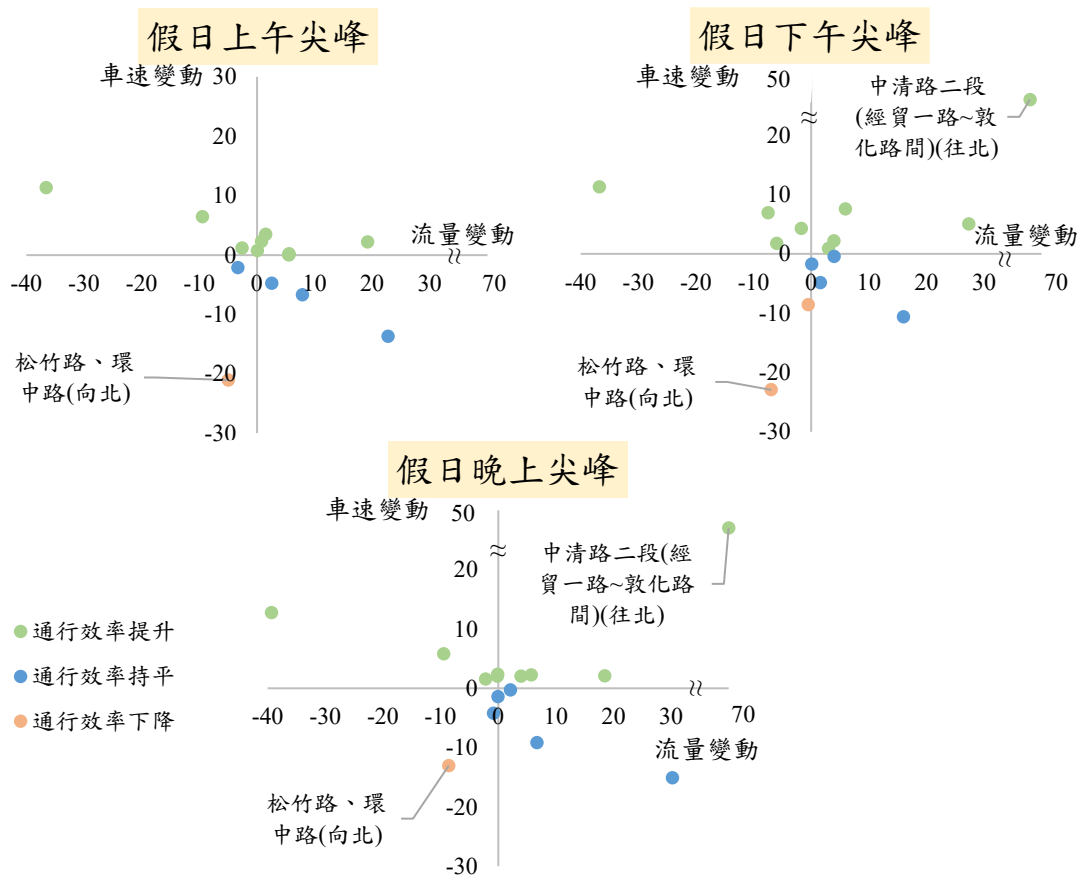 假日上午尖峰
車速變動
30
20
10
0
-10
-20
-30
流量變動
≈
-40
-30
-20
-10
0
10
20
30
70
松竹路、環
中路(向北)
假日下午尖峰
車速變動
50
≈
20
10
0
-10
-20
-30
中清路二段
(經貿一路~敦
化路間)(往北)
流量變動
≈
-40
-30
-20
-10
0
10
20
30
70
松竹路、環
中路(向北)
假日晚上尖峰
車速變動
50
≈
20
10
0
-10
-20
-30
中清路二段(經
貿一路~敦化路
間)(往北)
≈
-40
-30
-20
-10
0
10
20
30
70
流量變動
松竹路、環
中路(向北)
通行效率提升
通行效率持平
通行效率下降